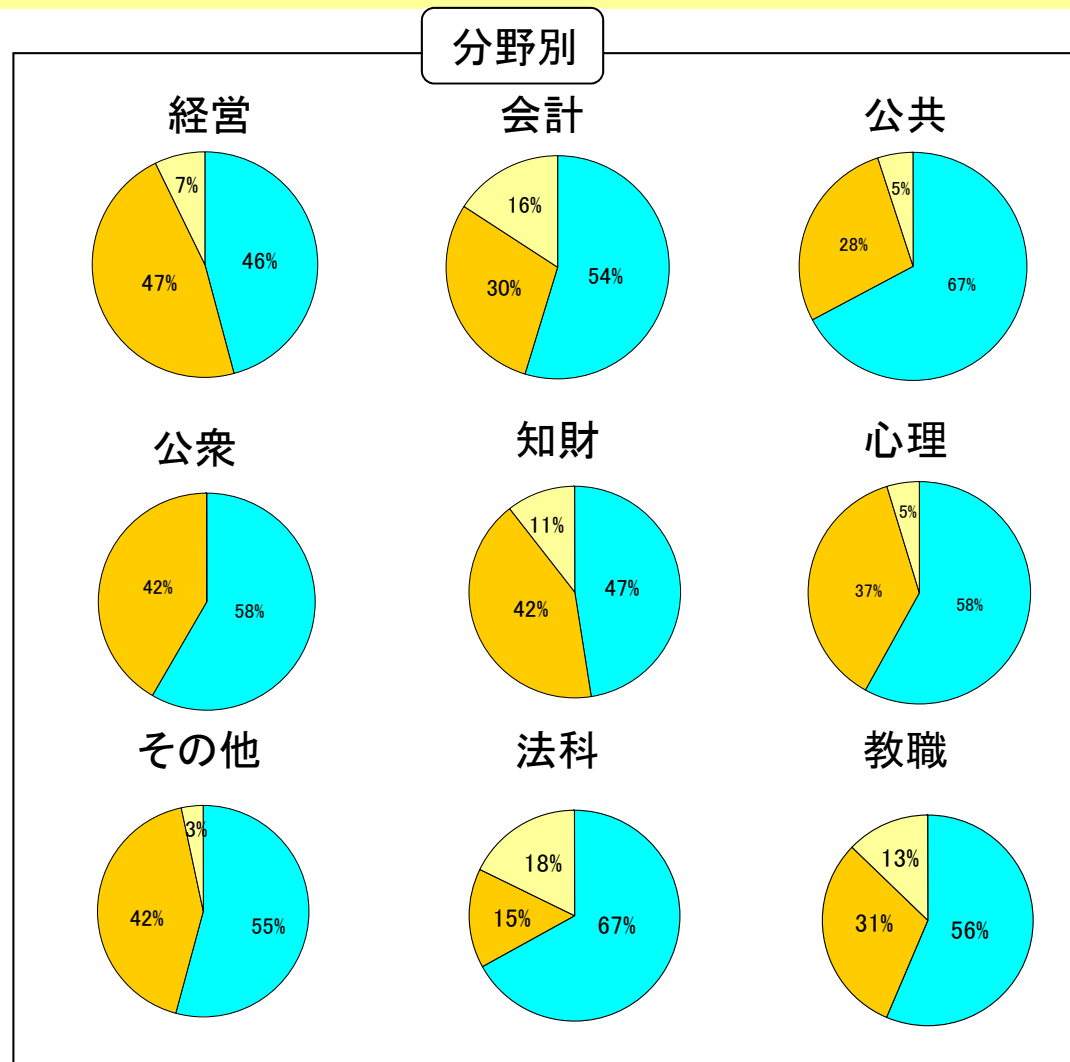 分野別
経営
会計
公共
7%
46%
47%
16%
54%
30%
5%
67%
28%
公衆
知財
心理
42%
58%
11%
47%
42%
5%
58%
37%
その他
法科
教職
3%
55%
42%
18%
67%
15%
13%
56%
31%